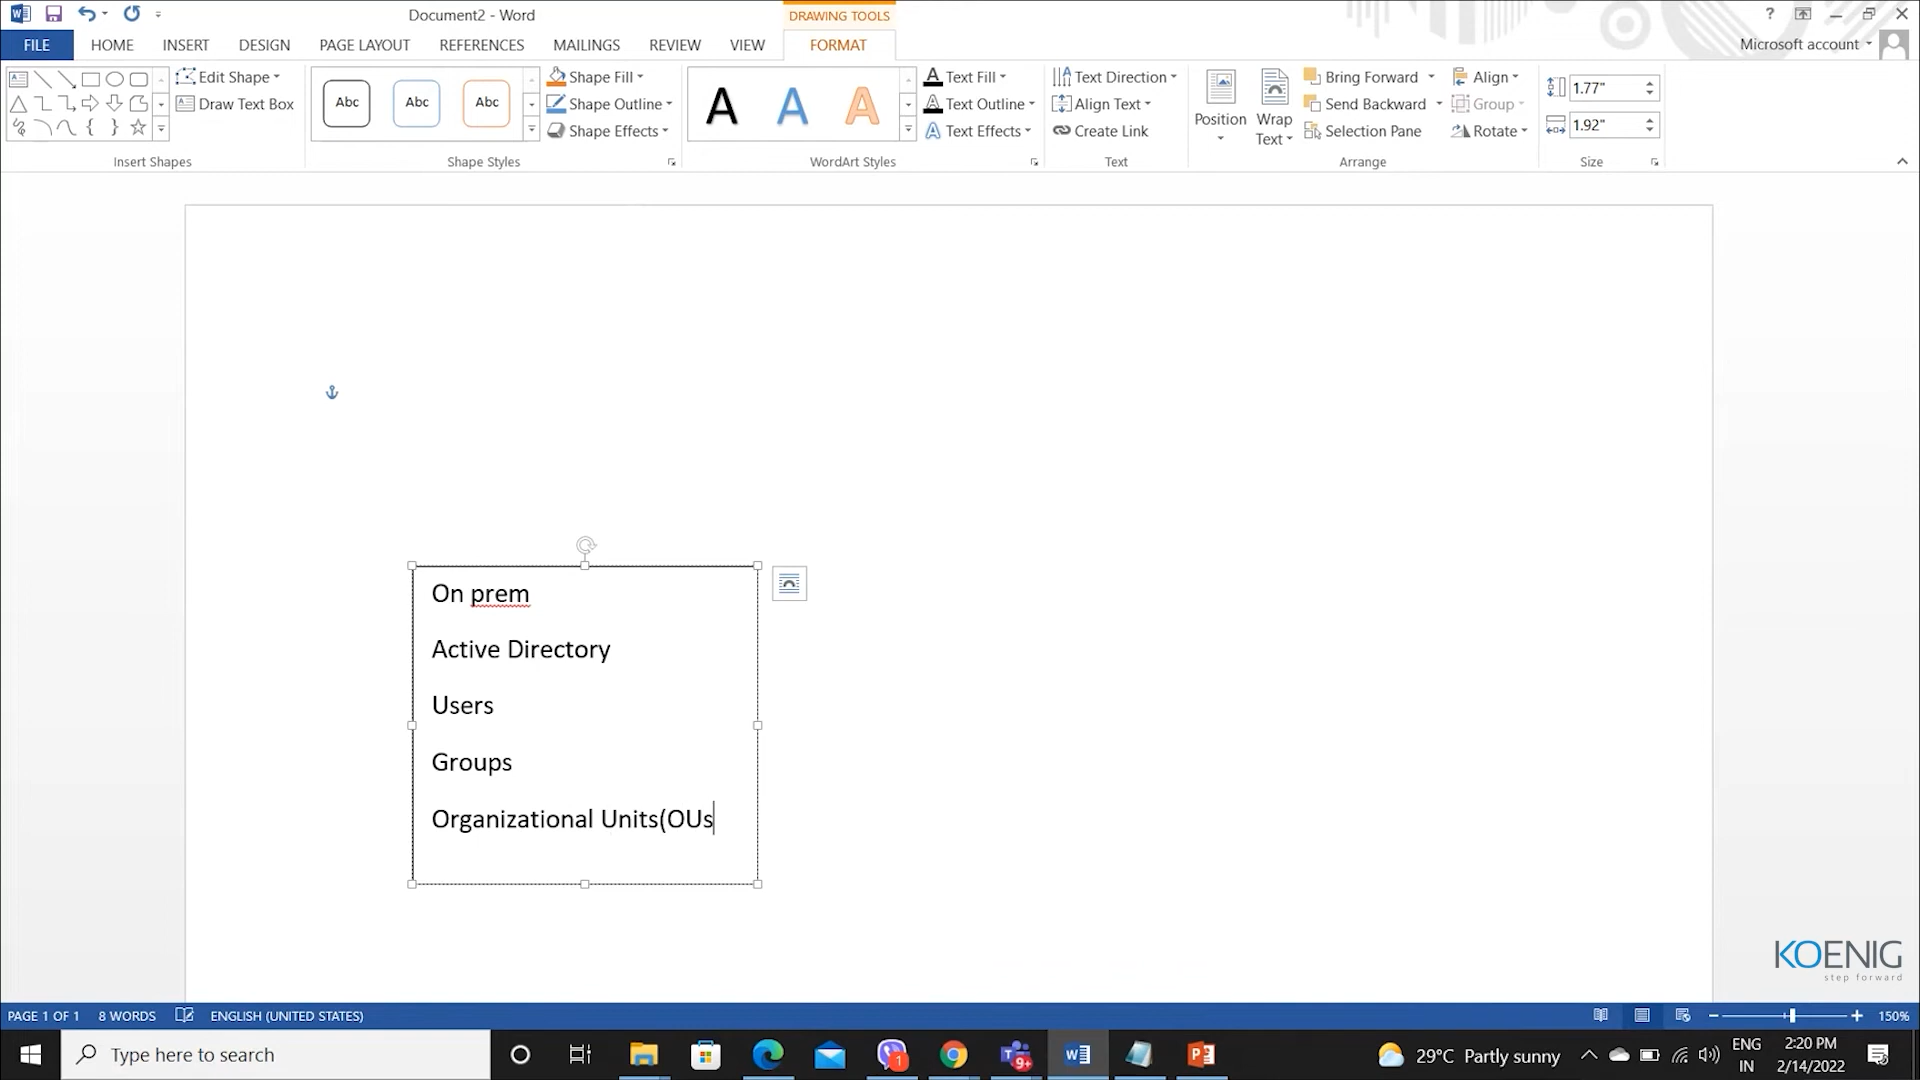 Document2 - Word
DRAWING TOOLS
?
FILE HOME INSERT DESIGN PAGE LAYOUT REFERENCES MAILINGS REVIEW VIEW FORMAT
Microsoft account
Edit Shape
Draw Text Box
Insert Shapes
Abc Abc Abc
Shape Fill
Shape Outline
Shape Effects
Shape Styles
A A A
Text Fill
Text Outline
Text Effects
WordArt Styles
Text Direction
Align Text
Create Link
Text
Position
Wrap
Text
Bring Forward
Send Backward
Selection Pane
Align
Group
Rotate
Arrange
1.77"
1.92"
Size
On prem
Active Directory
Users
Groups
Organizational Units(OUs
KOENIG
step forward
PAGE 1 OF 1 8 WORDS ENGLISH (UNITED STATES)
150%
Type here to search
1
9+
29°C Partly sunny
ENG
IN
2:20 PM
2/14/2022